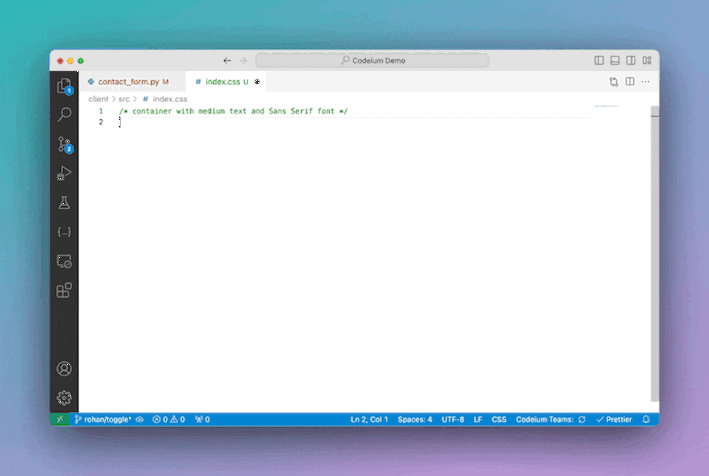 Codeium Demo
contact_form.py M
# index.css U
client > src > # index.css
1 /* container with medium text and Sans Serif font */
2
1
2
{...}
rohan/toggle*
0 0
0
Ln 2, Col 1
Spaces: 4
UTF-8
LF
CSS
Codeium Teams:
Prettier